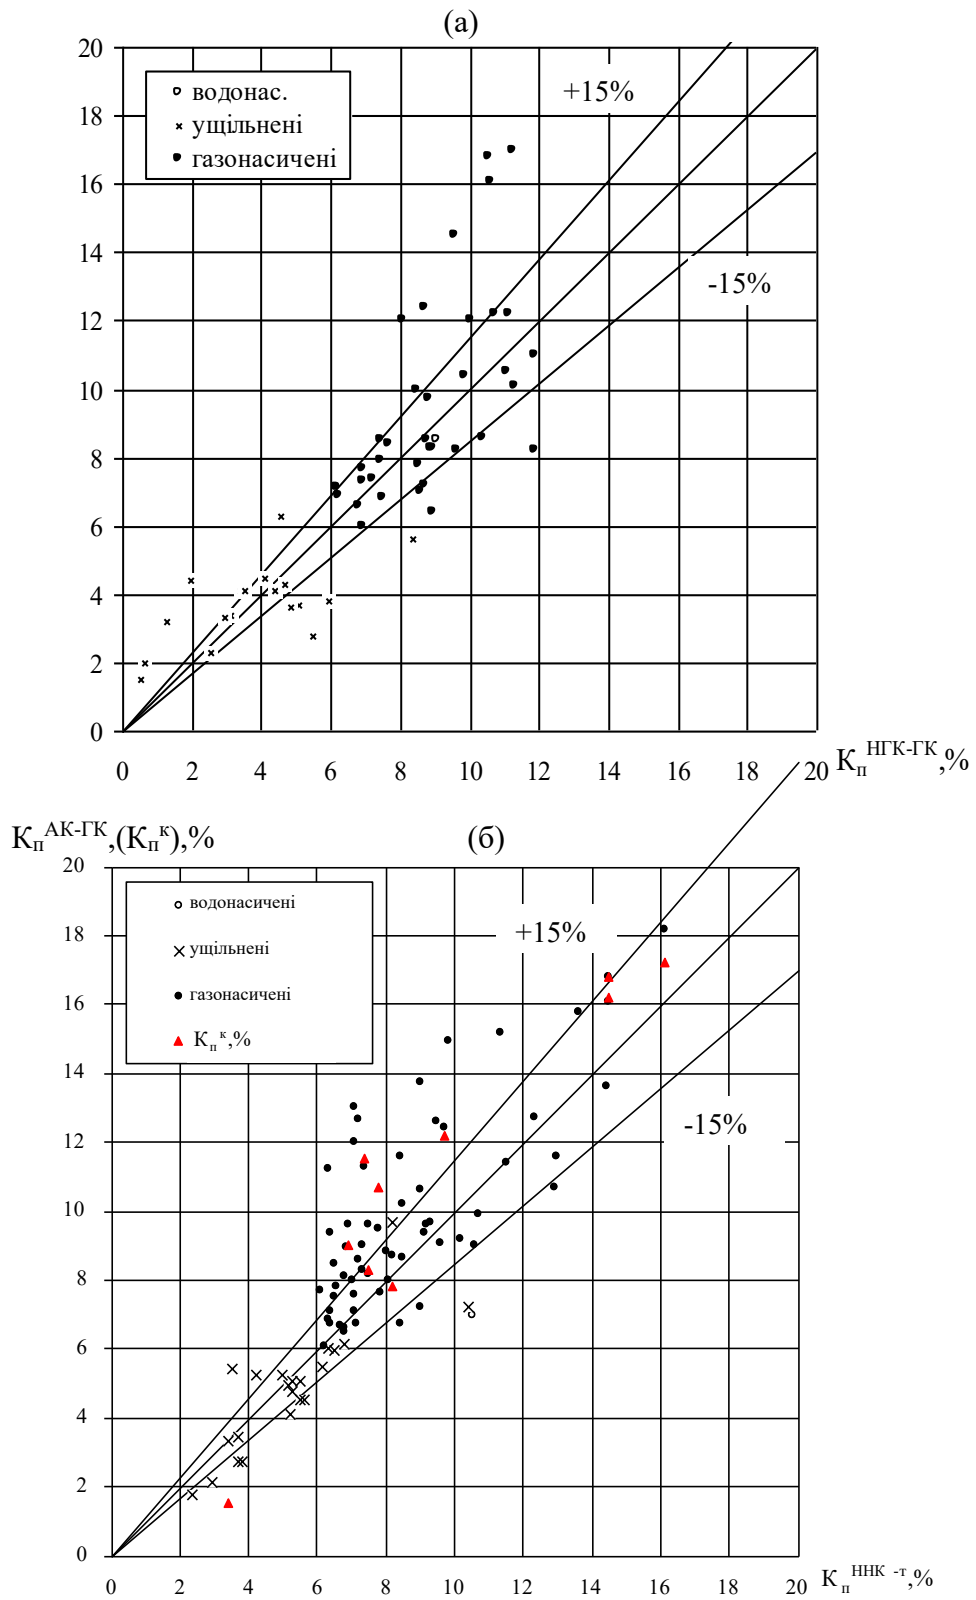 (а)
20
18
16
14
12
10
8
6
4
2
0
водонас.
ущільнені
газонасичені
+15%
-15%
0 2 4 6 8 10 12 14 16 18 20
Кп НГК-ГК,%
Кп АК-ГК,(Кп к),%
(б)
20
18
16
14
12
10
8
6
4
2
0
водонасичені
ущільнені
газонасичені
Кп к,%
+15%
-15%
0 2 4 6 8 10 12 14 16 18 20
Кп ННК -т,%